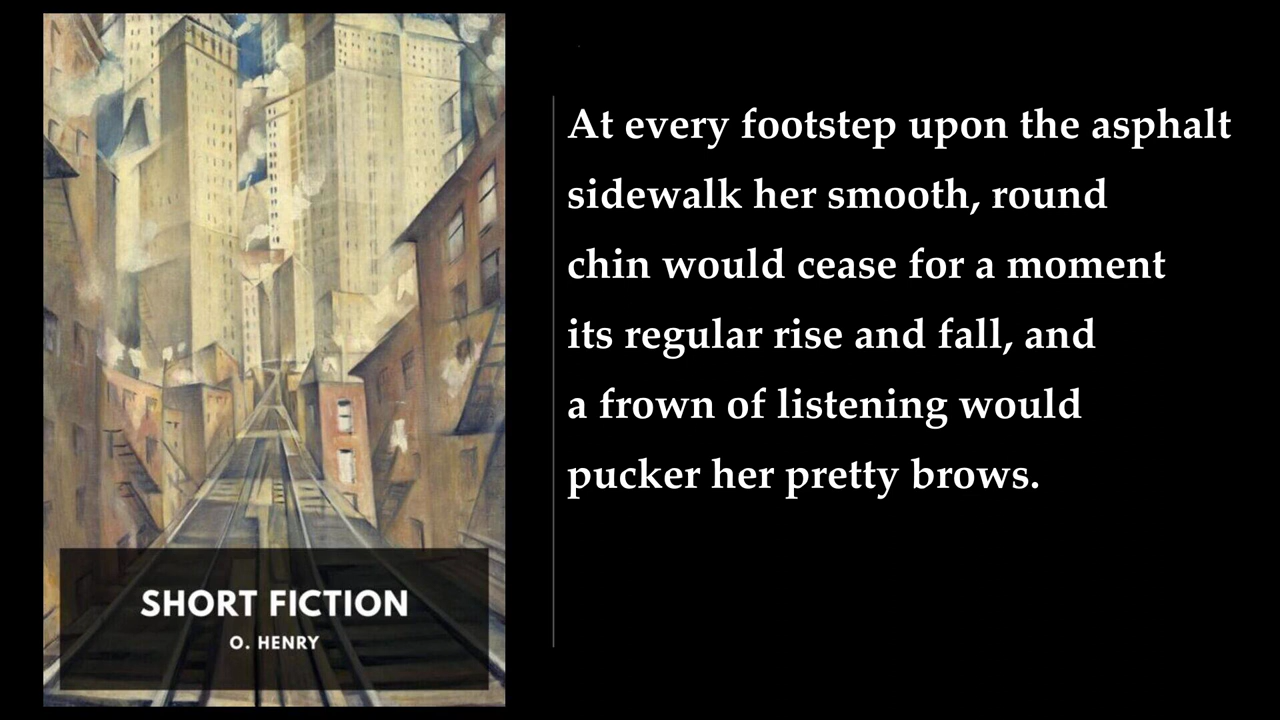 SHORT FICTION
O. HENRY
At every footstep upon the asphalt
sidewalk her smooth, round
chin would cease for a moment
its regular rise and fall, and
a frown of listening would
pucker her pretty brows.